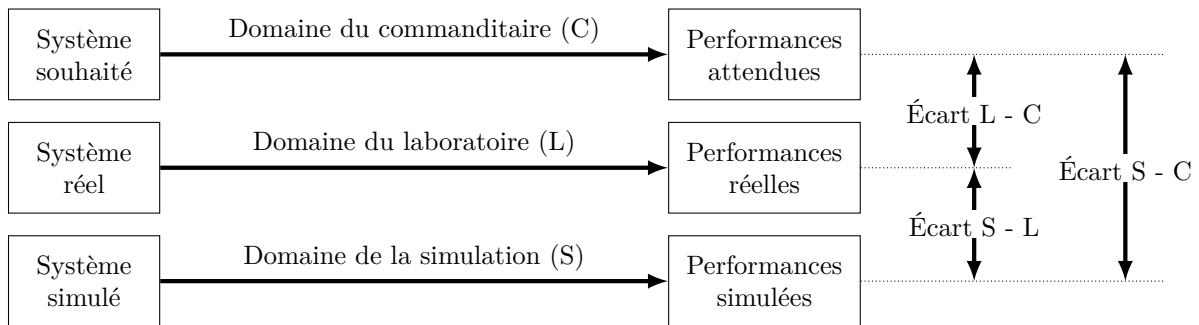 Système
souhaité
Domaine du commanditaire (C)
Performances
attendues
Écart L - C
Système
réel
Domaine du laboratoire (L)
Performances
réelles
Écart S - C
Écart S - L
Système
simulé
Domaine de la simulation (S)
Performances
simulées